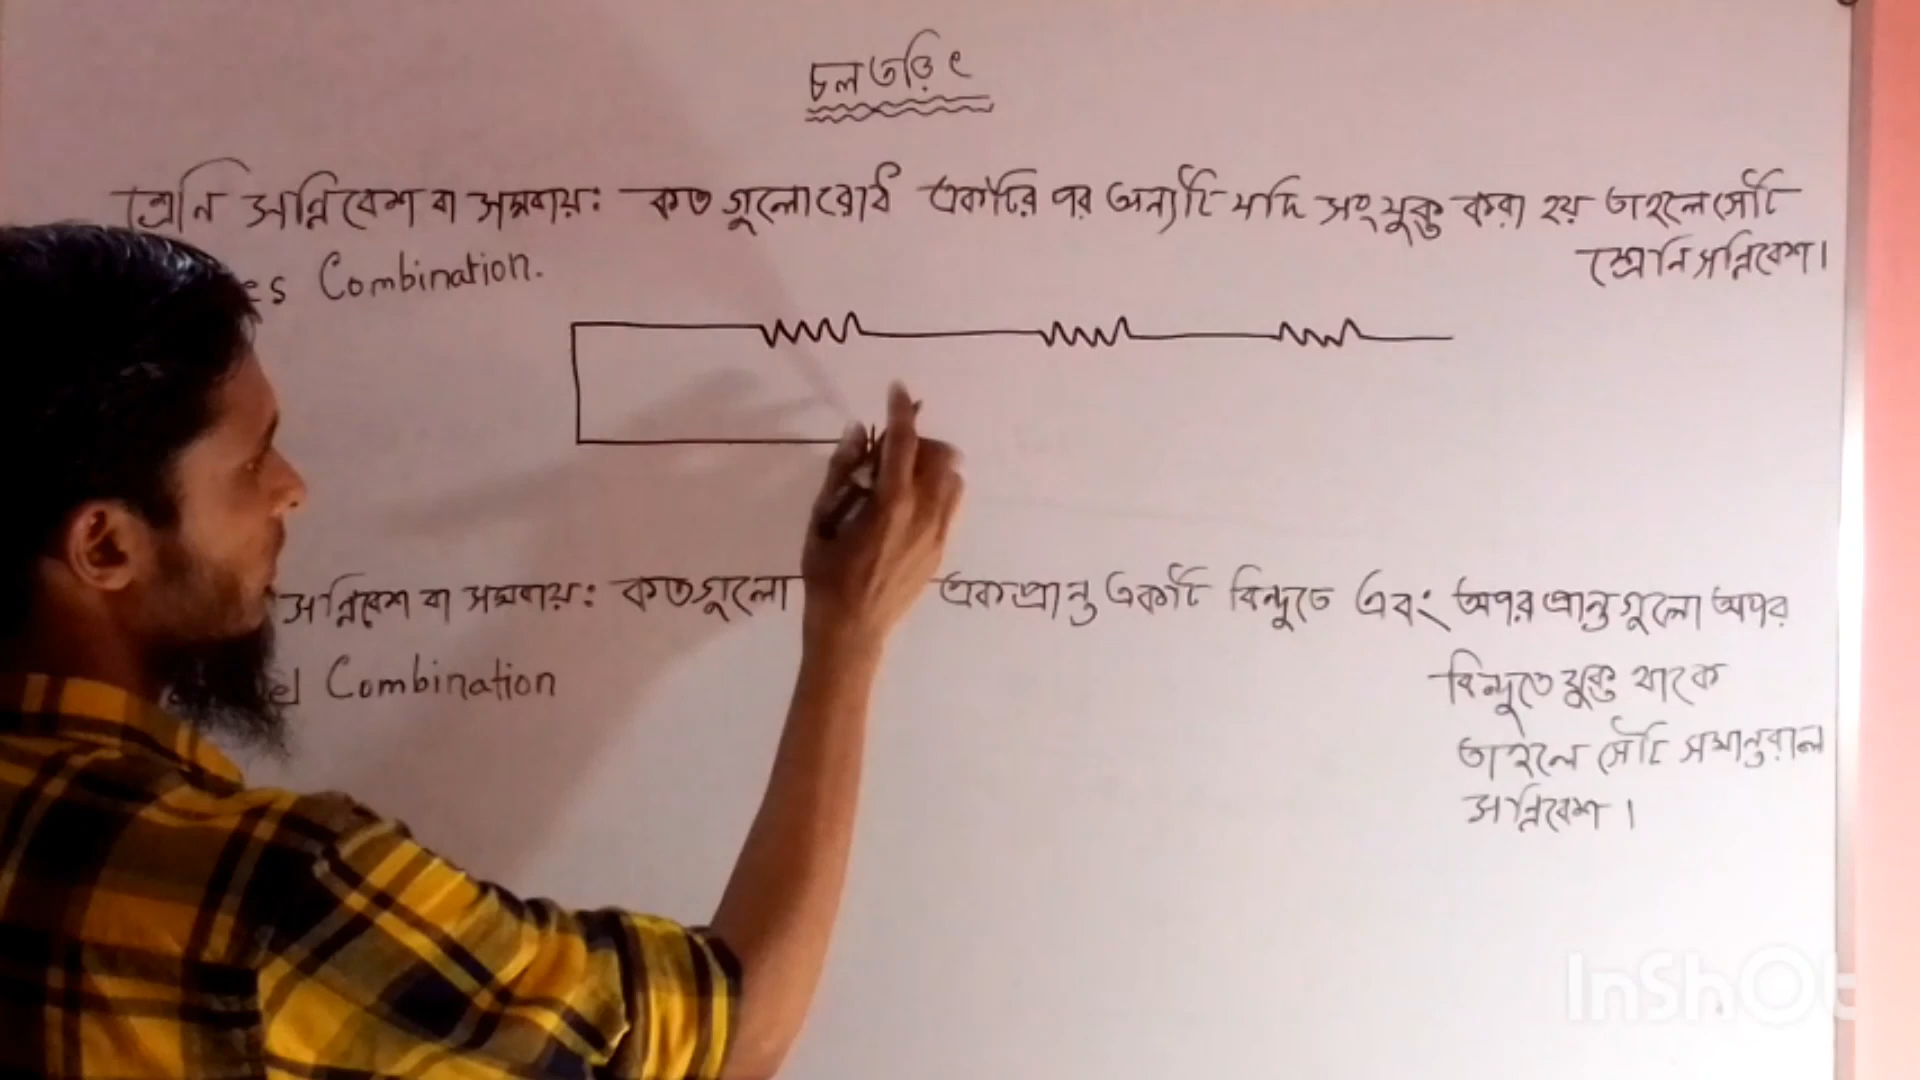 চল তড়িৎ
শ্রেনি সন্নিবেশ বা সমবায়: কতগুলো রোধ একটির পর অন্যটি যদি সংযুক্ত করা হয় তাহলে সেটি
শ্রেনি সন্নিবেশ।
es Combination.
সন্নিবেশ বা সমবায়: কতগুলো একপ্রান্ত একটি বিন্দুতে এবং অপর প্রান্তগুলো অপর
el Combination
বিন্দুতে যুক্ত থাকে
তাহলে সেটি সমান্তরাল
সন্নিবেশ।
InShOt